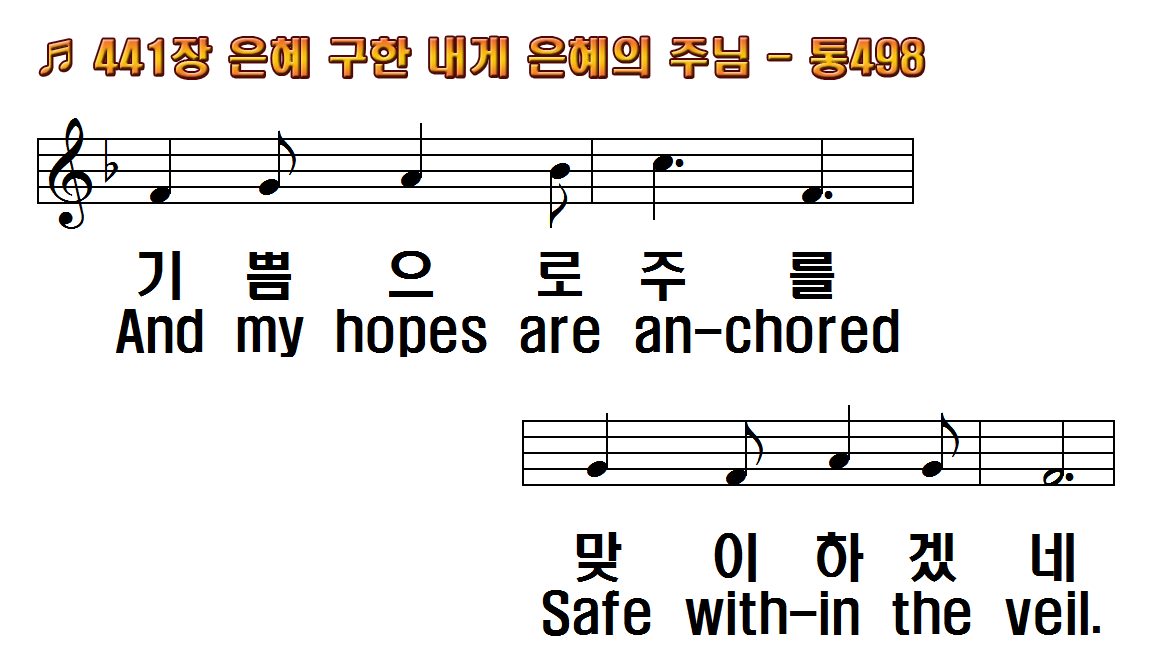 ♬ 441장 은혜 구한 내게 은혜의 주님 - 통498
기 쁨 으 로 주 를
And my hopes are an-chored
맞 이 하 겠 네
Safe with-in the veil.